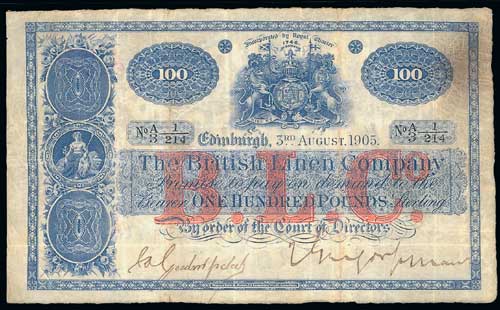 Incorporated by Royal Charter
1746
100 100
No A/3 1/214 No A/3 1/214
Edinburgh, 3RD August, 1905.
The British Linen Company
Promise to pay on demand to the
Bearer ONE HUNDRED POUNDS Sterling
B.L.Co.
By order of the Court of Directors